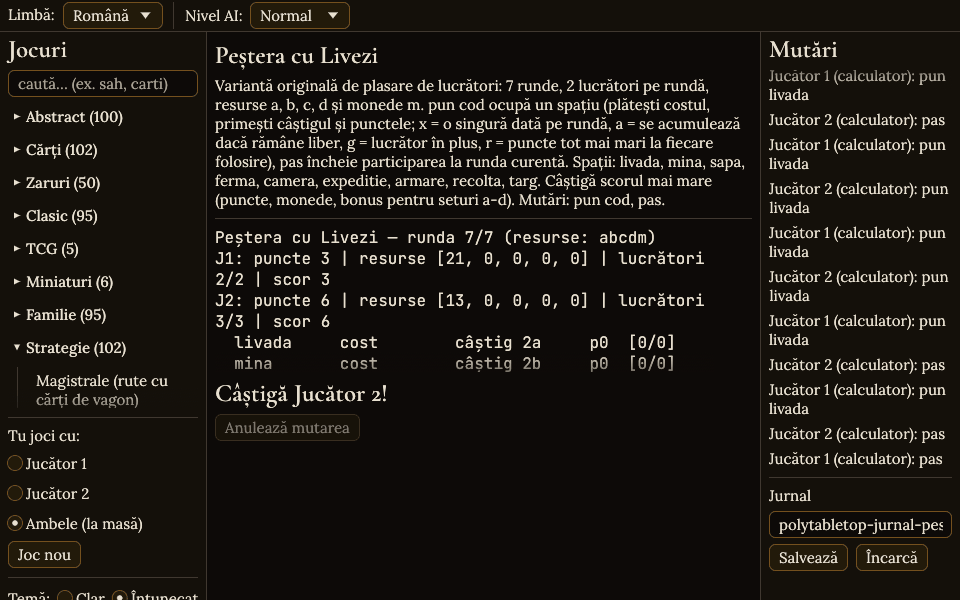 Limbă:
Română
Nivel AI:
Normal
Jocuri
caută... (ex. sah, carti)
Abstract (100)
Cărți (102)
Zaruri (50)
Clasic (95)
TCG (5)
Miniaturi (6)
Familie (95)
Strategie (102)
Magistrale (rute cu
cărți de vagon)
Tu joci cu:
Jucător 1
Jucător 2
Ambele (la masă)
Joc nou
Temă:
Clar
Întunecat
Peștera cu Livezi
Variantă originală de plasare de lucrători: 7 runde, 2 lucrători pe rundă,
resurse a, b, c, d și monede m. pun cod ocupă un spațiu (plătești costul,
primești câștigul și punctele; x = o singură dată pe rundă, a = se acumulează
dacă rămâne liber, g = lucrător în plus, r = puncte tot mai mari la fiecare
folosire), pas încheie participarea la runda curentă. Spații: livada, mina, sapa,
ferma, camera, expeditie, armare, recolta, targ. Câștigă scorul mai mare
(puncte, monede, bonus pentru seturi a-d). Mutări: pun cod, pas.
Peștera cu Livezi — runda 7/7 (resurse: abcdm)
J1: puncte 3 | resurse [21, 0, 0, 0, 0] | lucrători
2/2 | scor 3
J2: puncte 6 | resurse [13, 0, 0, 0, 0] | lucrători
3/3 | scor 6
livada cost câștig 2a p0 [0/0]
mina cost câștig 2b p0 [0/0]
Câștigă Jucător 2!
Anulează mutarea
Mutări
Jucător 1 (calculator): pun
livada
Jucător 2 (calculator): pas
Jucător 1 (calculator): pun
livada
Jucător 2 (calculator): pun
livada
Jucător 1 (calculator): pun
livada
Jucător 2 (calculator): pun
livada
Jucător 1 (calculator): pun
livada
Jucător 2 (calculator): pas
Jucător 1 (calculator): pun
livada
Jucător 2 (calculator): pas
Jucător 1 (calculator): pas
Jurnal
polytabletop-jurnal-pes
Salvează
Încarcă